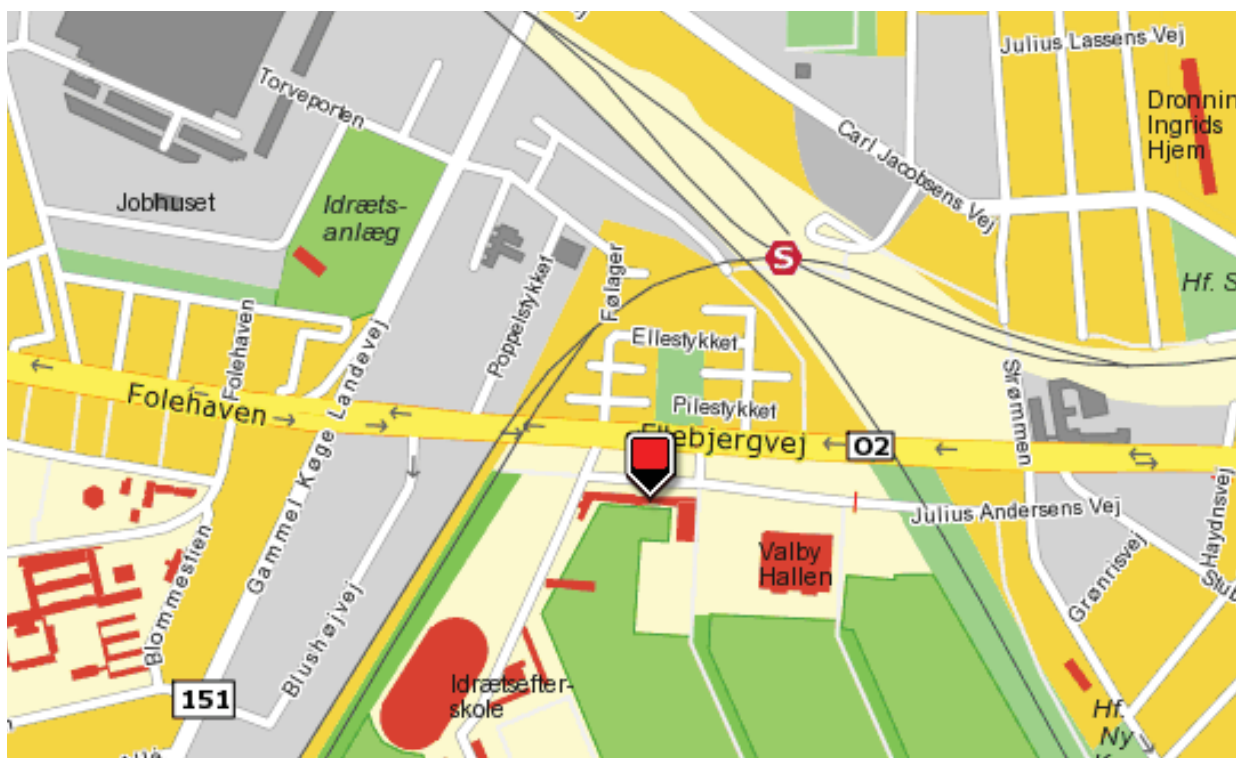 Julius Lassens Vej
Torveporten
Dronnin
Ingrids
Hjem
Carl Jacobsens Vej
Jobhuset
Idræts-
anlæg
S
Hf. S
Poppelstykket
Følager
Folehaven
Ellestykket
Gammel Køge Landevej
Strømmen
Folehaven
Pilestykket
Ellebjergvej
O2
Julius Andersens Vej
Haydnsvej
Valby
Hallen
Grønrisvej
Stub
Blommestien
Blushøjvej
151
Idrætsefter-
skole
Hf.
Ny